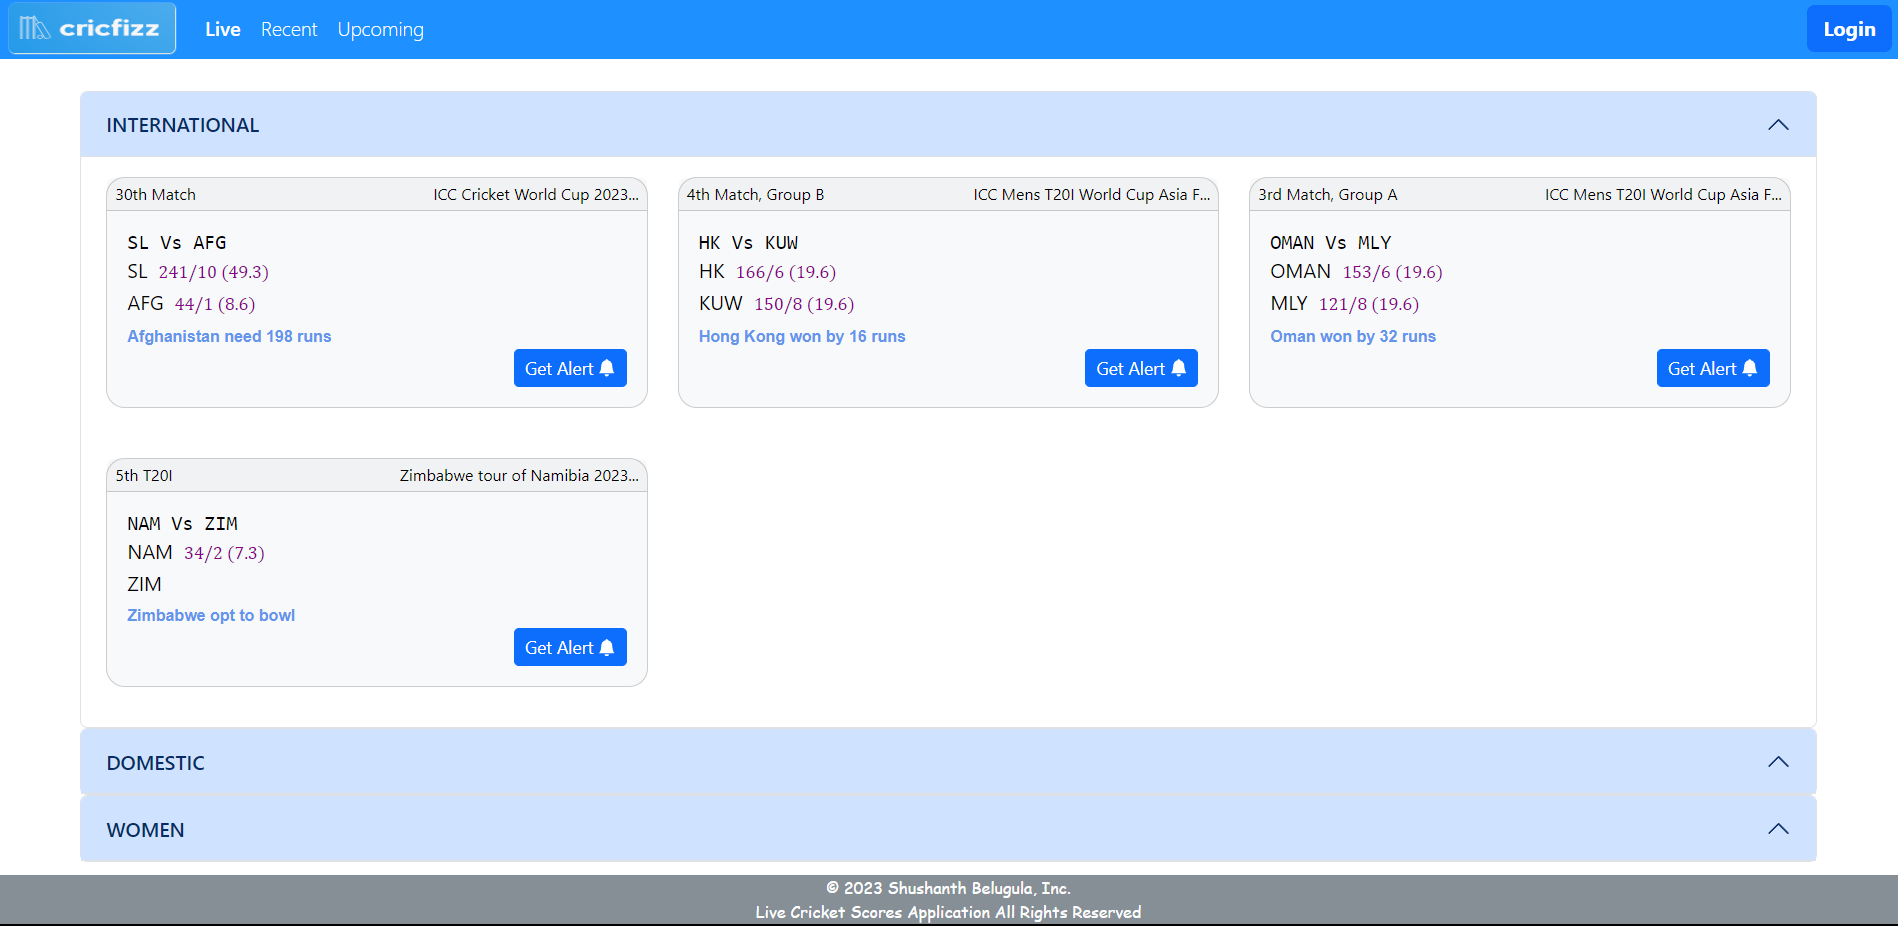 cricfizz Live Recent Upcoming Login
INTERNATIONAL
30th Match ICC Cricket World Cup 2023...
SL Vs AFG
SL 241/10 (49.3)
AFG 44/1 (8.6)
Afghanistan need 198 runs
Get Alert
4th Match, Group B ICC Mens T20I World Cup Asia F...
HK Vs KUW
HK 166/6 (19.6)
KUW 150/8 (19.6)
Hong Kong won by 16 runs
Get Alert
3rd Match, Group A ICC Mens T20I World Cup Asia F...
OMAN Vs MLY
OMAN 153/6 (19.6)
MLY 121/8 (19.6)
Oman won by 32 runs
Get Alert
5th T20I Zimbabwe tour of Namibia 2023...
NAM Vs ZIM
NAM 34/2 (7.3)
ZIM
Zimbabwe opt to bowl
Get Alert
DOMESTIC
WOMEN
© 2023 Shushanth Belugula, Inc.
Live Cricket Scores Application All Rights Reserved